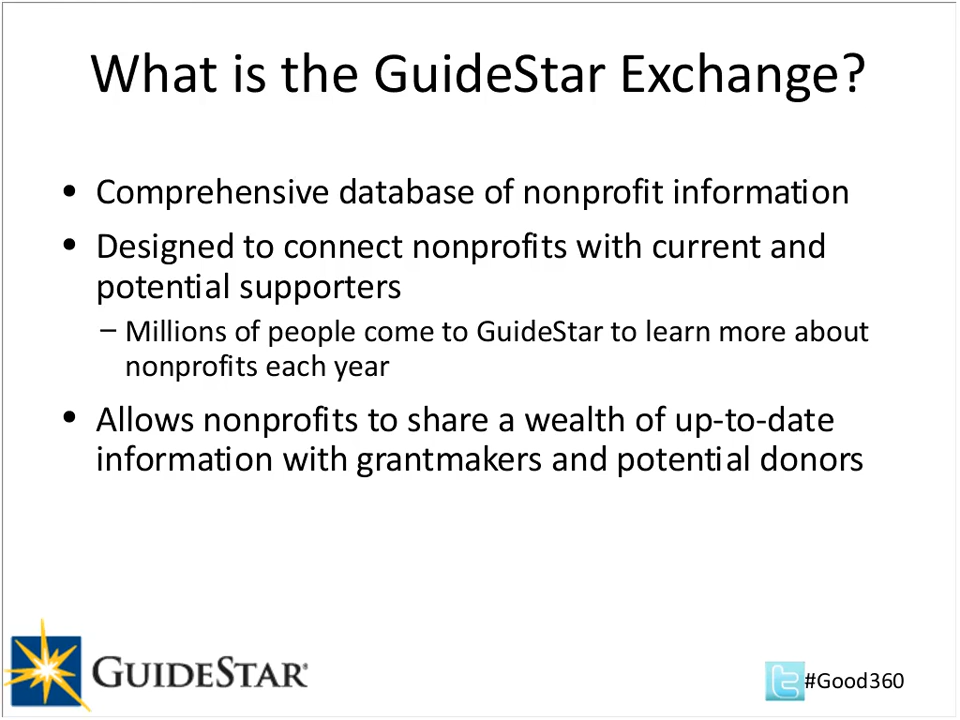 What is the GuideStar Exchange?
• Comprehensive database of nonprofit information
• Designed to connect nonprofits with current and
potential supporters
– Millions of people come to GuideStar to learn more about
nonprofits each year
• Allows nonprofits to share a wealth of up-to-date
information with grantmakers and potential donors
GUIDESTAR®
#Good360